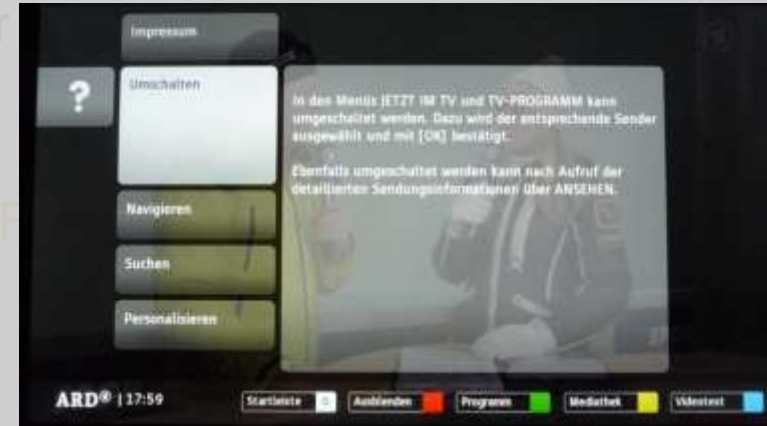 Impressum
?
Umschalten
In den Menüs JETZT IM TV und TV-PROGRAMM kann
umgeschaltet werden. Dazu wird der entsprechende Sender
ausgewählt und mit [OK] bestätigt.
Ebenfalls umgeschaltet werden kann nach Aufruf der
detaillierten Sendungsinformationen über ANSEHEN.
Navigieren
Suchen
Personalisieren
ARD® | 17:59
Startleiste 0
Ausblenden
Programm
Mediathek
Videotext